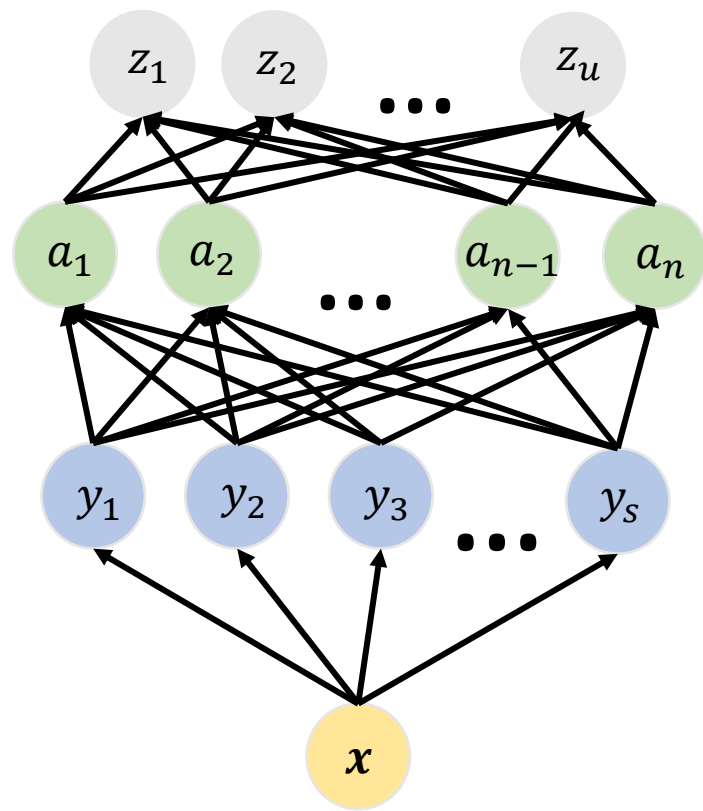 z₁ z₂ … zᵤ
a₁ a₂ … aₙ₋₁ aₙ
y₁ y₂ y₃ … yₛ
x